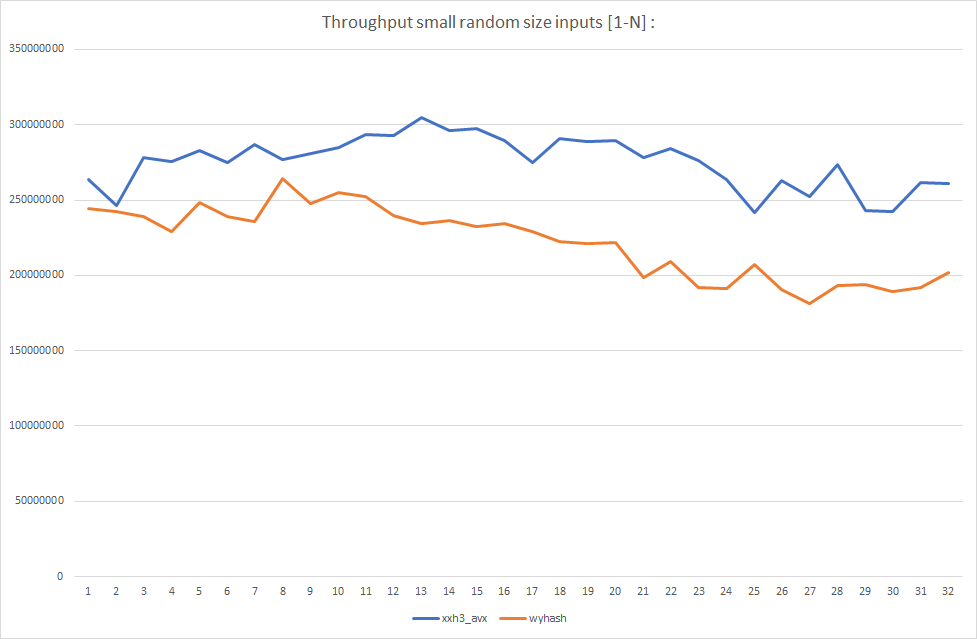 Throughput small random size inputs [1-N] :
350000000
300000000
250000000
200000000
150000000
100000000
50000000
0
1 2 3 4 5 6 7 8 9 10 11 12 13 14 15 16 17 18 19 20 21 22 23 24 25 26 27 28 29 30 31 32
xxh3_avx wyhash